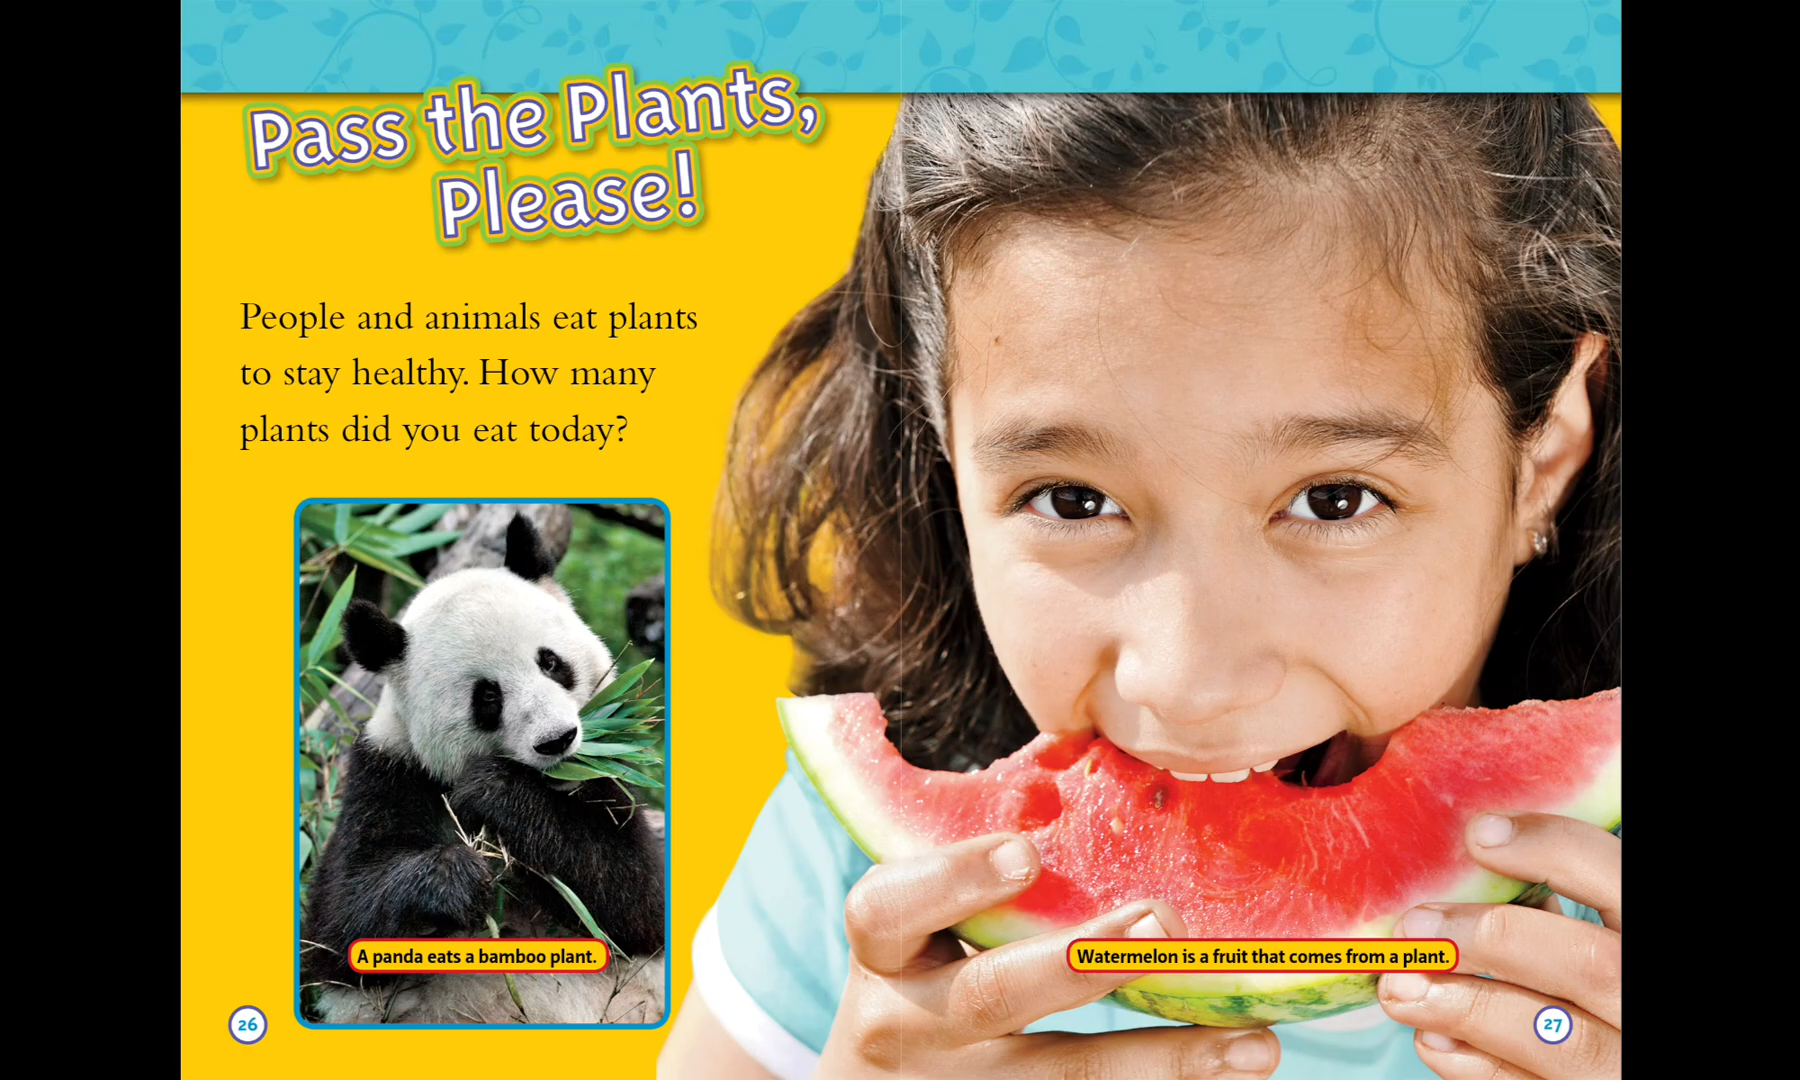 Pass the Plants,
Please!
People and animals eat plants
to stay healthy. How many
plants did you eat today?
A panda eats a bamboo plant.
26
Watermelon is a fruit that comes from a plant.
27